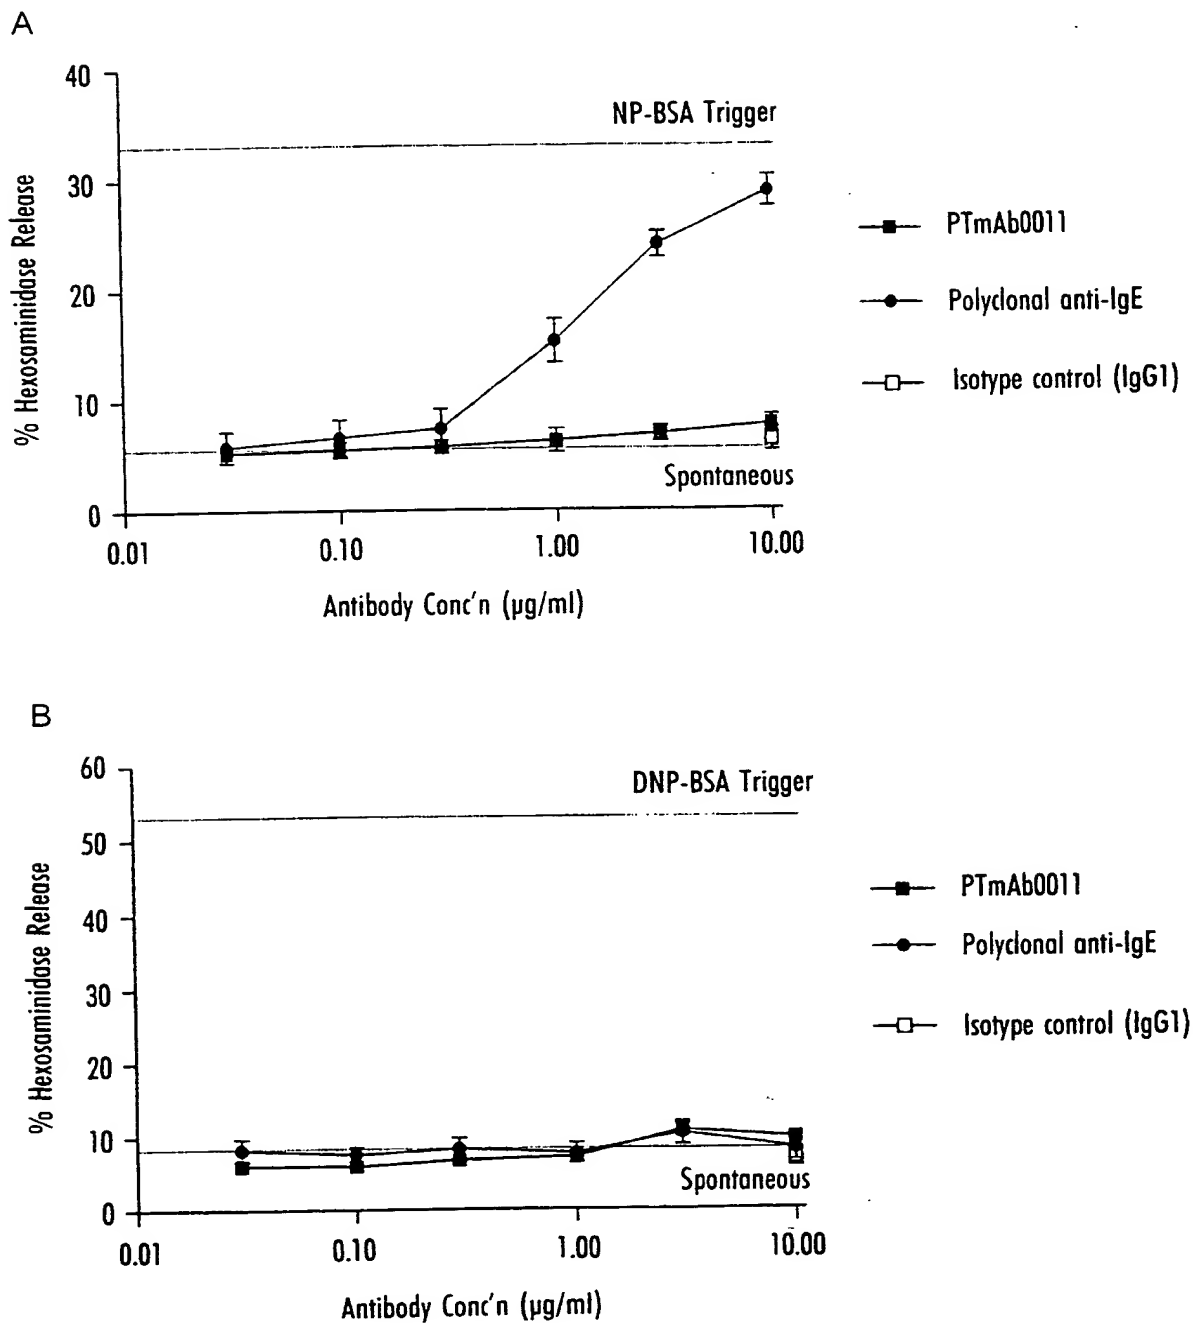 A
40
30
20
10
0
% Hexosaminidase Release
NP-BSA Trigger
Spontaneous
0.01 0.10 1.00 10.00
Antibody Conc'n (µg/ml)
PTmAb0011
Polyclonal anti-IgE
Isotype control (IgG1)
B
60
50
40
30
20
10
0
% Hexosaminidase Release
DNP-BSA Trigger
Spontaneous
0.01 0.10 1.00 10.00
Antibody Conc'n (µg/ml)
PTmAb0011
Polyclonal anti-IgE
Isotype control (IgG1)